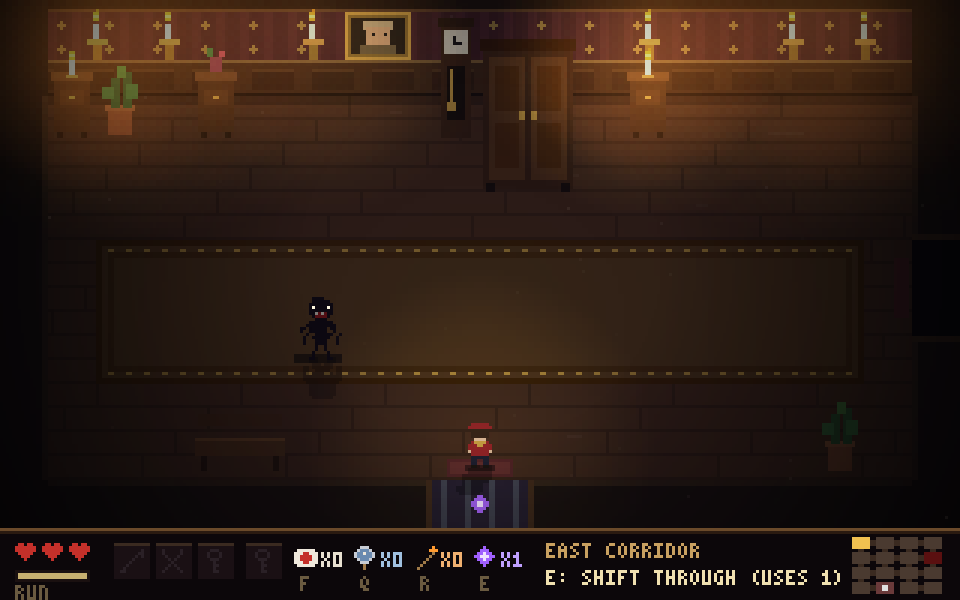 X0 X0 X0 X1
F Q R E
RUN
EAST CORRIDOR
E: SHIFT THROUGH (USES 1)